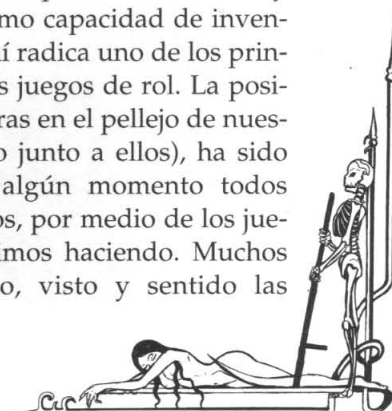 mo capacidad de inven-
í radica uno de los prin-
s juegos de rol. La posi-
ras en el pellejo de nues-
o junto a ellos), ha sido
algún momento todos
os, por medio de los jue-
imos haciendo. Muchos
o, visto y sentido las